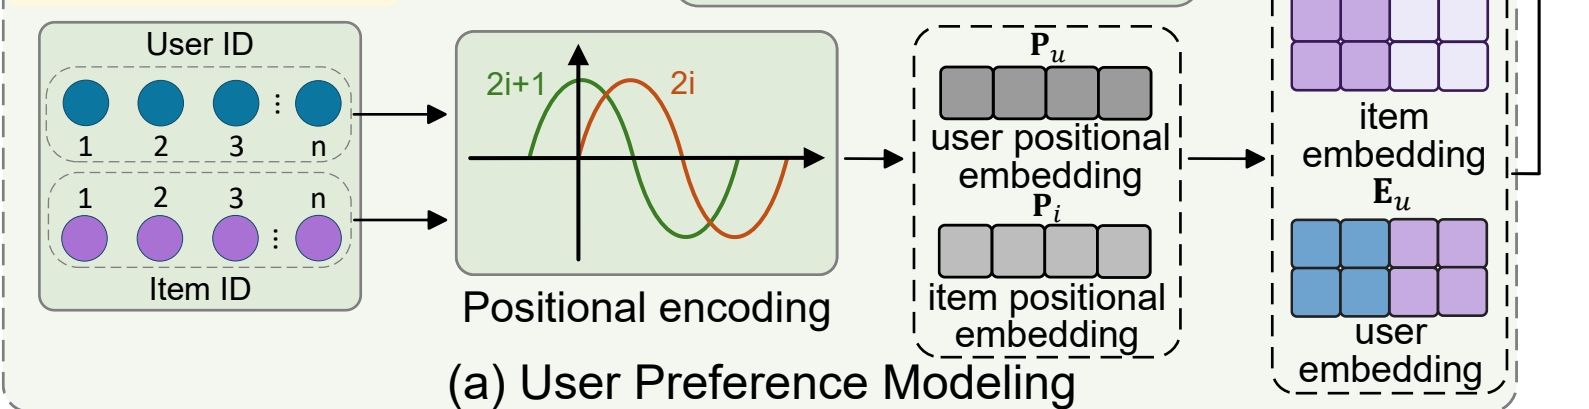 User ID
1 2 3 ⋮ n
1 2 3 n
⋮
Item ID
2i+1 2i
Positional encoding
P_u
user positional
embedding
P_i
item positional
embedding
item
embedding
E_u
user
embedding
(a) User Preference Modeling